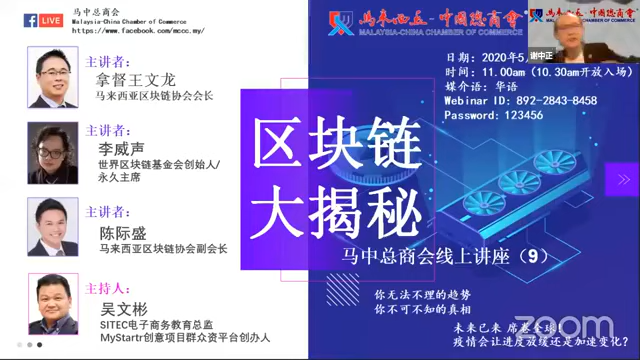 LIVE
马中总商会
Malaysia-China Chamber of Commerce
https://www.facebook.com/mccc.my/
主讲者：
拿督王文龙
马来西亚区块链协会会长
主讲者：
李威声
世界区块链基金会创始人/
永久主席
主讲者：
陈际盛
马来西亚区块链协会副会长
主持人：
吴文彬
SITEC电子商务教育总监
MyStartr创意项目群众资平台创办人
马来西亚-中國總商會
MALAYSIA-CHINA CHAMBER OF COMMERCE
日期：2020年5
时间：11.00am（10.30am开放入场）
媒介语：华语
Webinar ID: 892-2843-8458
Password: 123456
区块链
大揭秘
马中总商会线上讲座（9）
你无法不理的趋势
你不可不知的真相
未来已来 席卷全球！
疫情会让进度放缓还是加速变化？
zoom
谢中正
马来西亚-中國總商會
MALAYSIA-CHINA CHAMBER OF COMMERCE